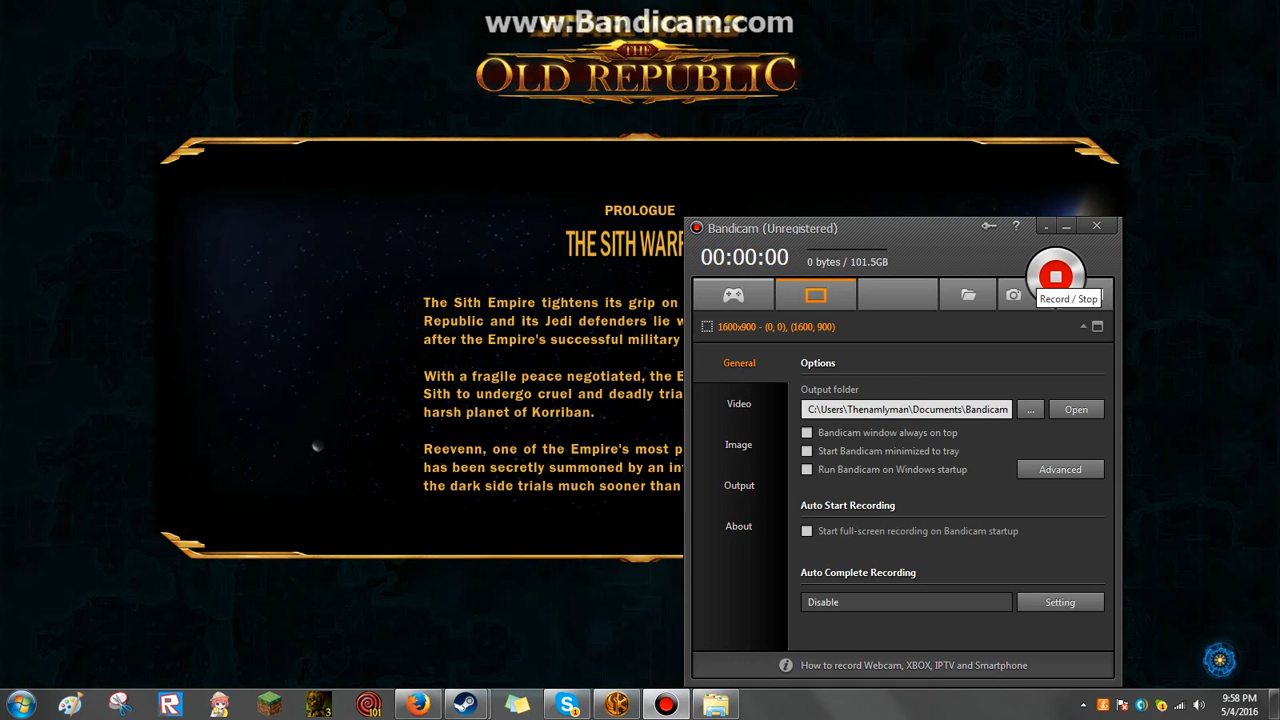 www.Bandicam.com
THE
OLD REPUBLIC
PROLOGUE
THE SITH WARR
The Sith Empire tightens its grip on
Republic and its Jedi defenders lie w
after the Empire's successful military
With a fragile peace negotiated, the E
Sith to undergo cruel and deadly tria
harsh planet of Korriban.
Reevenn, one of the Empire's most p
has been secretly summoned by an in
the dark side trials much sooner than
Bandicam (Unregistered)
?
00:00:00
0 bytes / 101.5GB
Record / Stop
1600x900 - (0, 0), (1600, 900)
General
Video
Image
Output
About
Options
Output folder
C:\Users\Thenamlyman\Documents\Bandicam
...
Open
Bandicam window always on top
Start Bandicam minimized to tray
Run Bandicam on Windows startup
Advanced
Auto Start Recording
Start full-screen recording on Bandicam startup
Auto Complete Recording
Disable
Setting
How to record Webcam, XBOX, IPTV and Smartphone
3
101
1
9:58 PM
5/4/2016